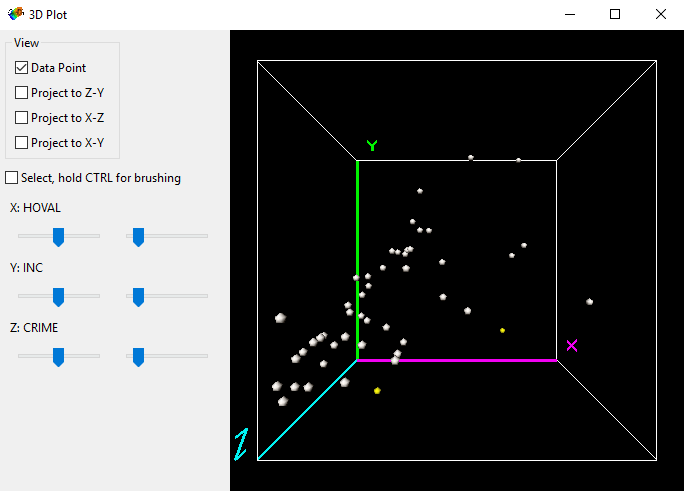 3D Plot
View
Data Point
Project to Z-Y
Project to X-Z
Project to X-Y
Select, hold CTRL for brushing
X: HOVAL
Y: INC
Z: CRIME
Y
X
Z